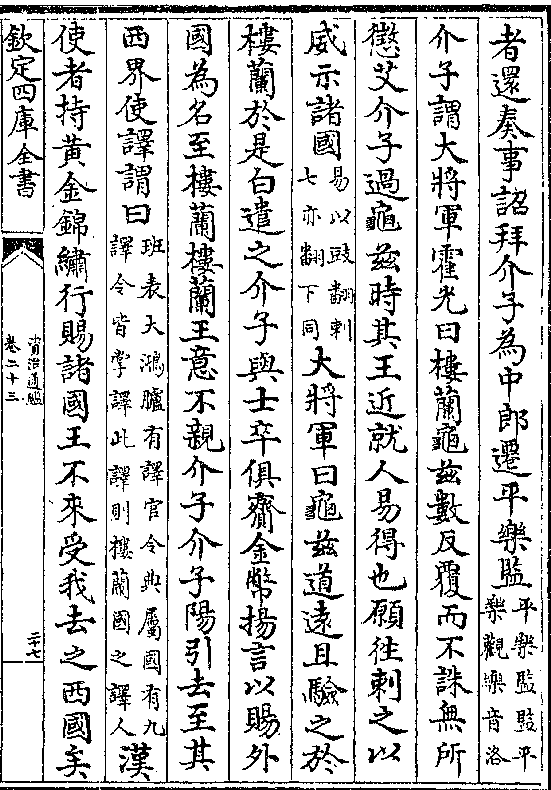 者還奏事詔拜介子為中郎遷平樂監平樂監監平
樂觀樂音洛
介子謂大將軍霍光曰樓蘭龜兹數反覆而不誅無所
懲艾介子過龜兹時其王近就人易得也願往刺之以
威示諸國易以豉翻刺
七亦翻下同大將軍曰龜兹道遠且驗之於
樓蘭於是白遣之介子與士卒俱齎金幣揚言以賜外
國為名至樓蘭樓蘭王意不親介子介子陽引去至其
西界使譯謂曰班表大鴻臚有譯官令典屬國有九
譯令皆掌譯此譯則樓蘭國之譯人漢
使者持黃金錦繡行賜諸國王不來受我去之西國矣
欽定四庫全書
資治通鑑
卷二十三
二十七